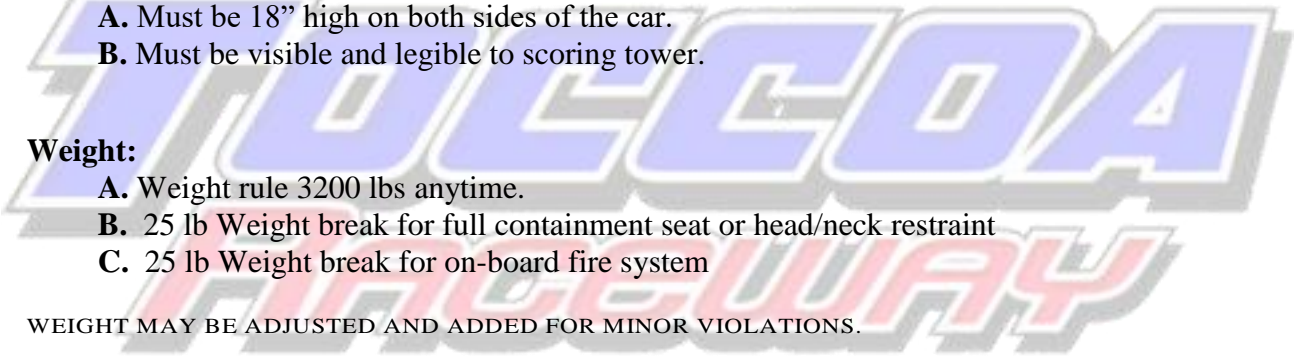 A. Must be 18” high on both sides of the car.
B. Must be visible and legible to scoring tower.
TOCCOA
Weight:
A. Weight rule 3200 lbs anytime.
B. 25 lb Weight break for full containment seat or head/neck restraint
RACEWAY
C. 25 lb Weight break for on-board fire system
WEIGHT MAY BE ADJUSTED AND ADDED FOR MINOR VIOLATIONS.